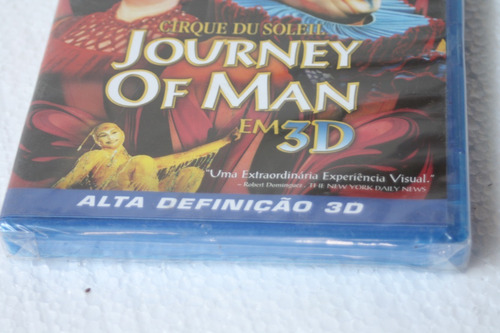 CIRQUE DU SOLEIL
JOURNEY
OF MAN
EM 3D
"Uma Extraordinária Experiência Visual."
– Robert Dominguez - THE NEW YORK DAILY NEWS
ALTA DEFINIÇÃO 3D